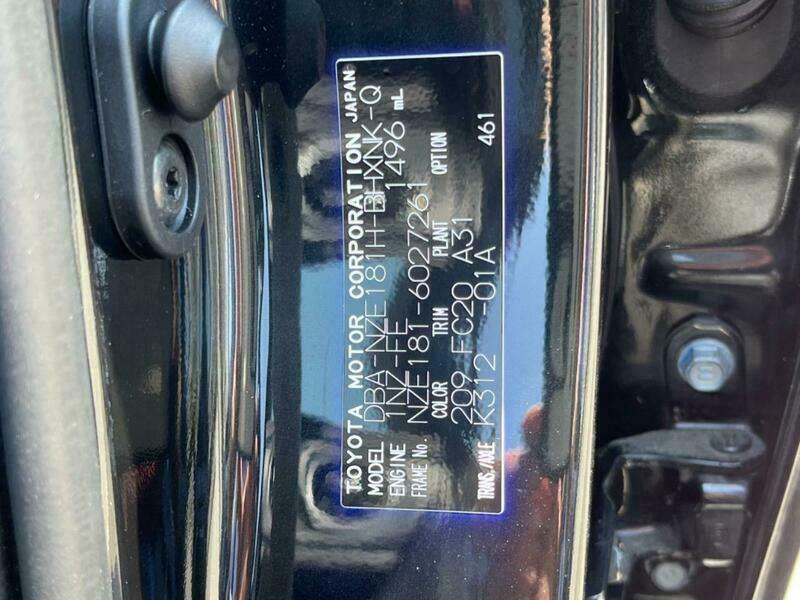 TOYOTA MOTOR CORPORATION JAPAN
MODEL DBA-NZE181H-BHXNK-Q
ENGINE 1NZ-FE 1496 mL
FRAME No. NZE181-6027261
COLOR TRIM PLANT OPTION
209 FC20 A31 461
TRANS./AXLE K312 -01A